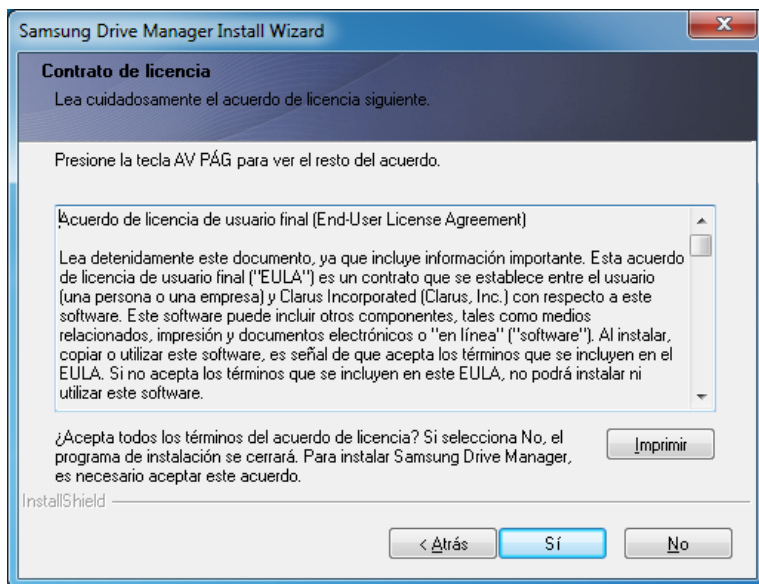 Samsung Drive Manager Install Wizard
Contrato de licencia
Lea cuidadosamente el acuerdo de licencia siguiente.
Presione la tecla AV PÁG para ver el resto del acuerdo.
Acuerdo de licencia de usuario final (End-User License Agreement)
Lea detenidamente este documento, ya que incluye información importante. Esta acuerdo
de licencia de usuario final ("EULA") es un contrato que se establece entre el usuario
(una persona o una empresa) y Clarus Incorporated (Clarus, Inc.) con respecto a este
software. Este software puede incluir otros componentes, tales como medios
relacionados, impresión y documentos electrónicos o "en línea" ("software"). Al instalar,
copiar o utilizar este software, es señal de que acepta los términos que se incluyen en el
EULA. Si no acepta los términos que se incluyen en este EULA, no podrá instalar ni
utilizar este software.
¿Acepta todos los términos del acuerdo de licencia? Si selecciona No, el
programa de instalación se cerrará. Para instalar Samsung Drive Manager,
es necesario aceptar este acuerdo.
Imprimir
InstallShield
< Atrás
Sí
No